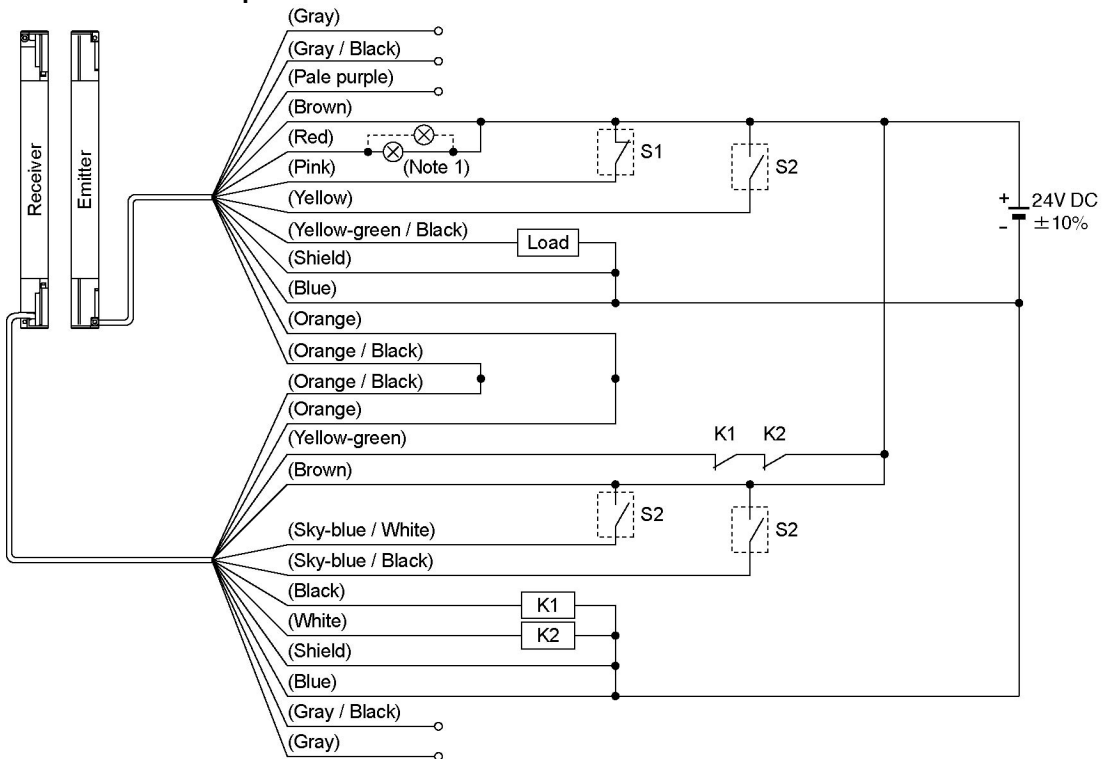 (Gray)
(Gray / Black)
(Pale purple)
(Brown)
(Red)
(Note 1)
(Pink)
S1
S2
(Yellow)
(Yellow-green / Black)
Load
(Shield)
(Blue)
(Orange)
(Orange / Black)
+
24V DC
-
±10%
Receiver
Emitter
(Orange / Black)
(Orange)
(Yellow-green)
K1 K2
(Brown)
S2
S2
(Sky-blue / White)
(Sky-blue / Black)
(Black)
K1
(White)
K2
(Shield)
(Blue)
(Gray / Black)
(Gray)